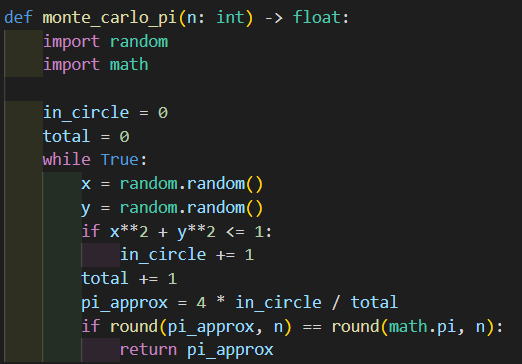 def monte_carlo_pi(n: int) -> float:
    import random
    import math

    in_circle = 0
    total = 0
    while True:
        x = random.random()
        y = random.random()
        if x**2 + y**2 <= 1:
            in_circle += 1
        total += 1
        pi_approx = 4 * in_circle / total
        if round(pi_approx, n) == round(math.pi, n):
            return pi_approx